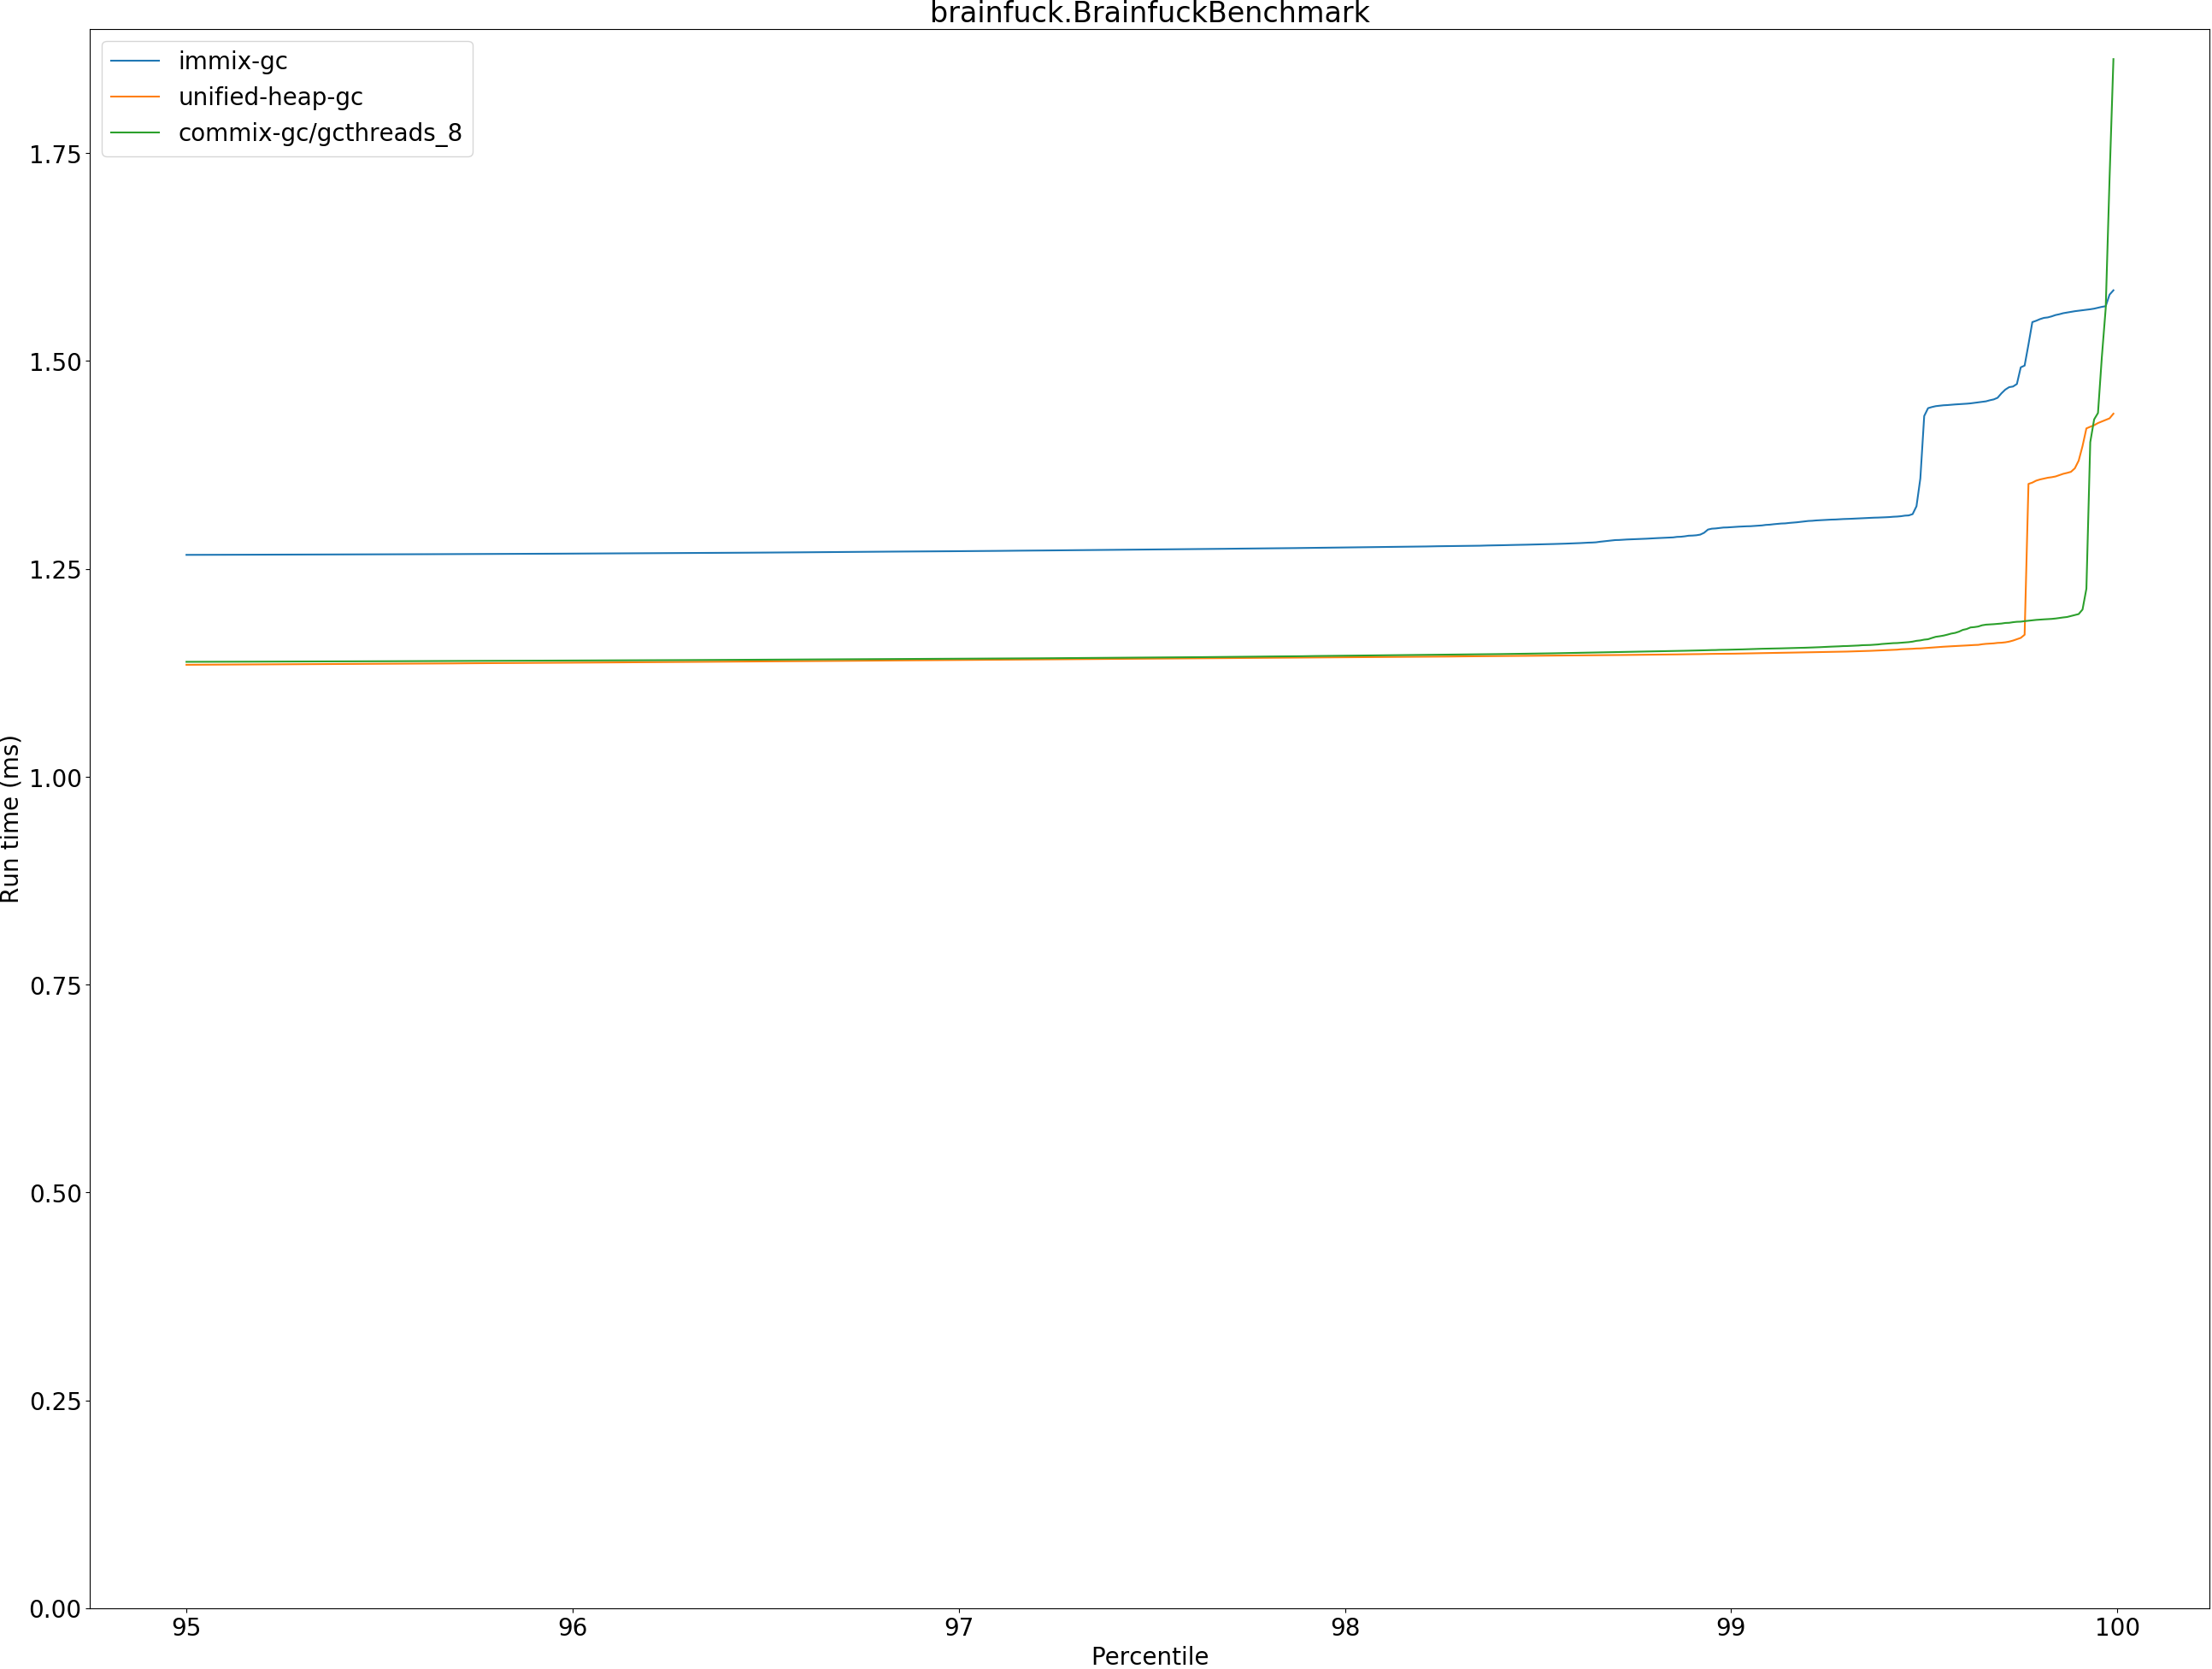 brainfuck.BrainfuckBenchmark
immix-gc
unified-heap-gc
commix-gc/gcthreads_8
Run time (ms)
1.75
1.50
1.25
1.00
0.75
0.50
0.25
0.00
95 96 97 98 99 100
Percentile